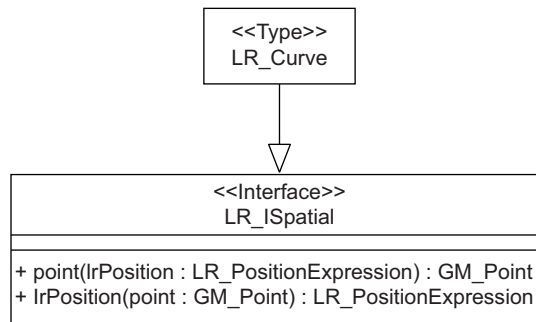 <<Type>>
LR_Curve
<<Interface>>
LR_ISpatial
+ point(lrPosition : LR_PositionExpression) : GM_Point
+ lrPosition(point : GM_Point) : LR_PositionExpression